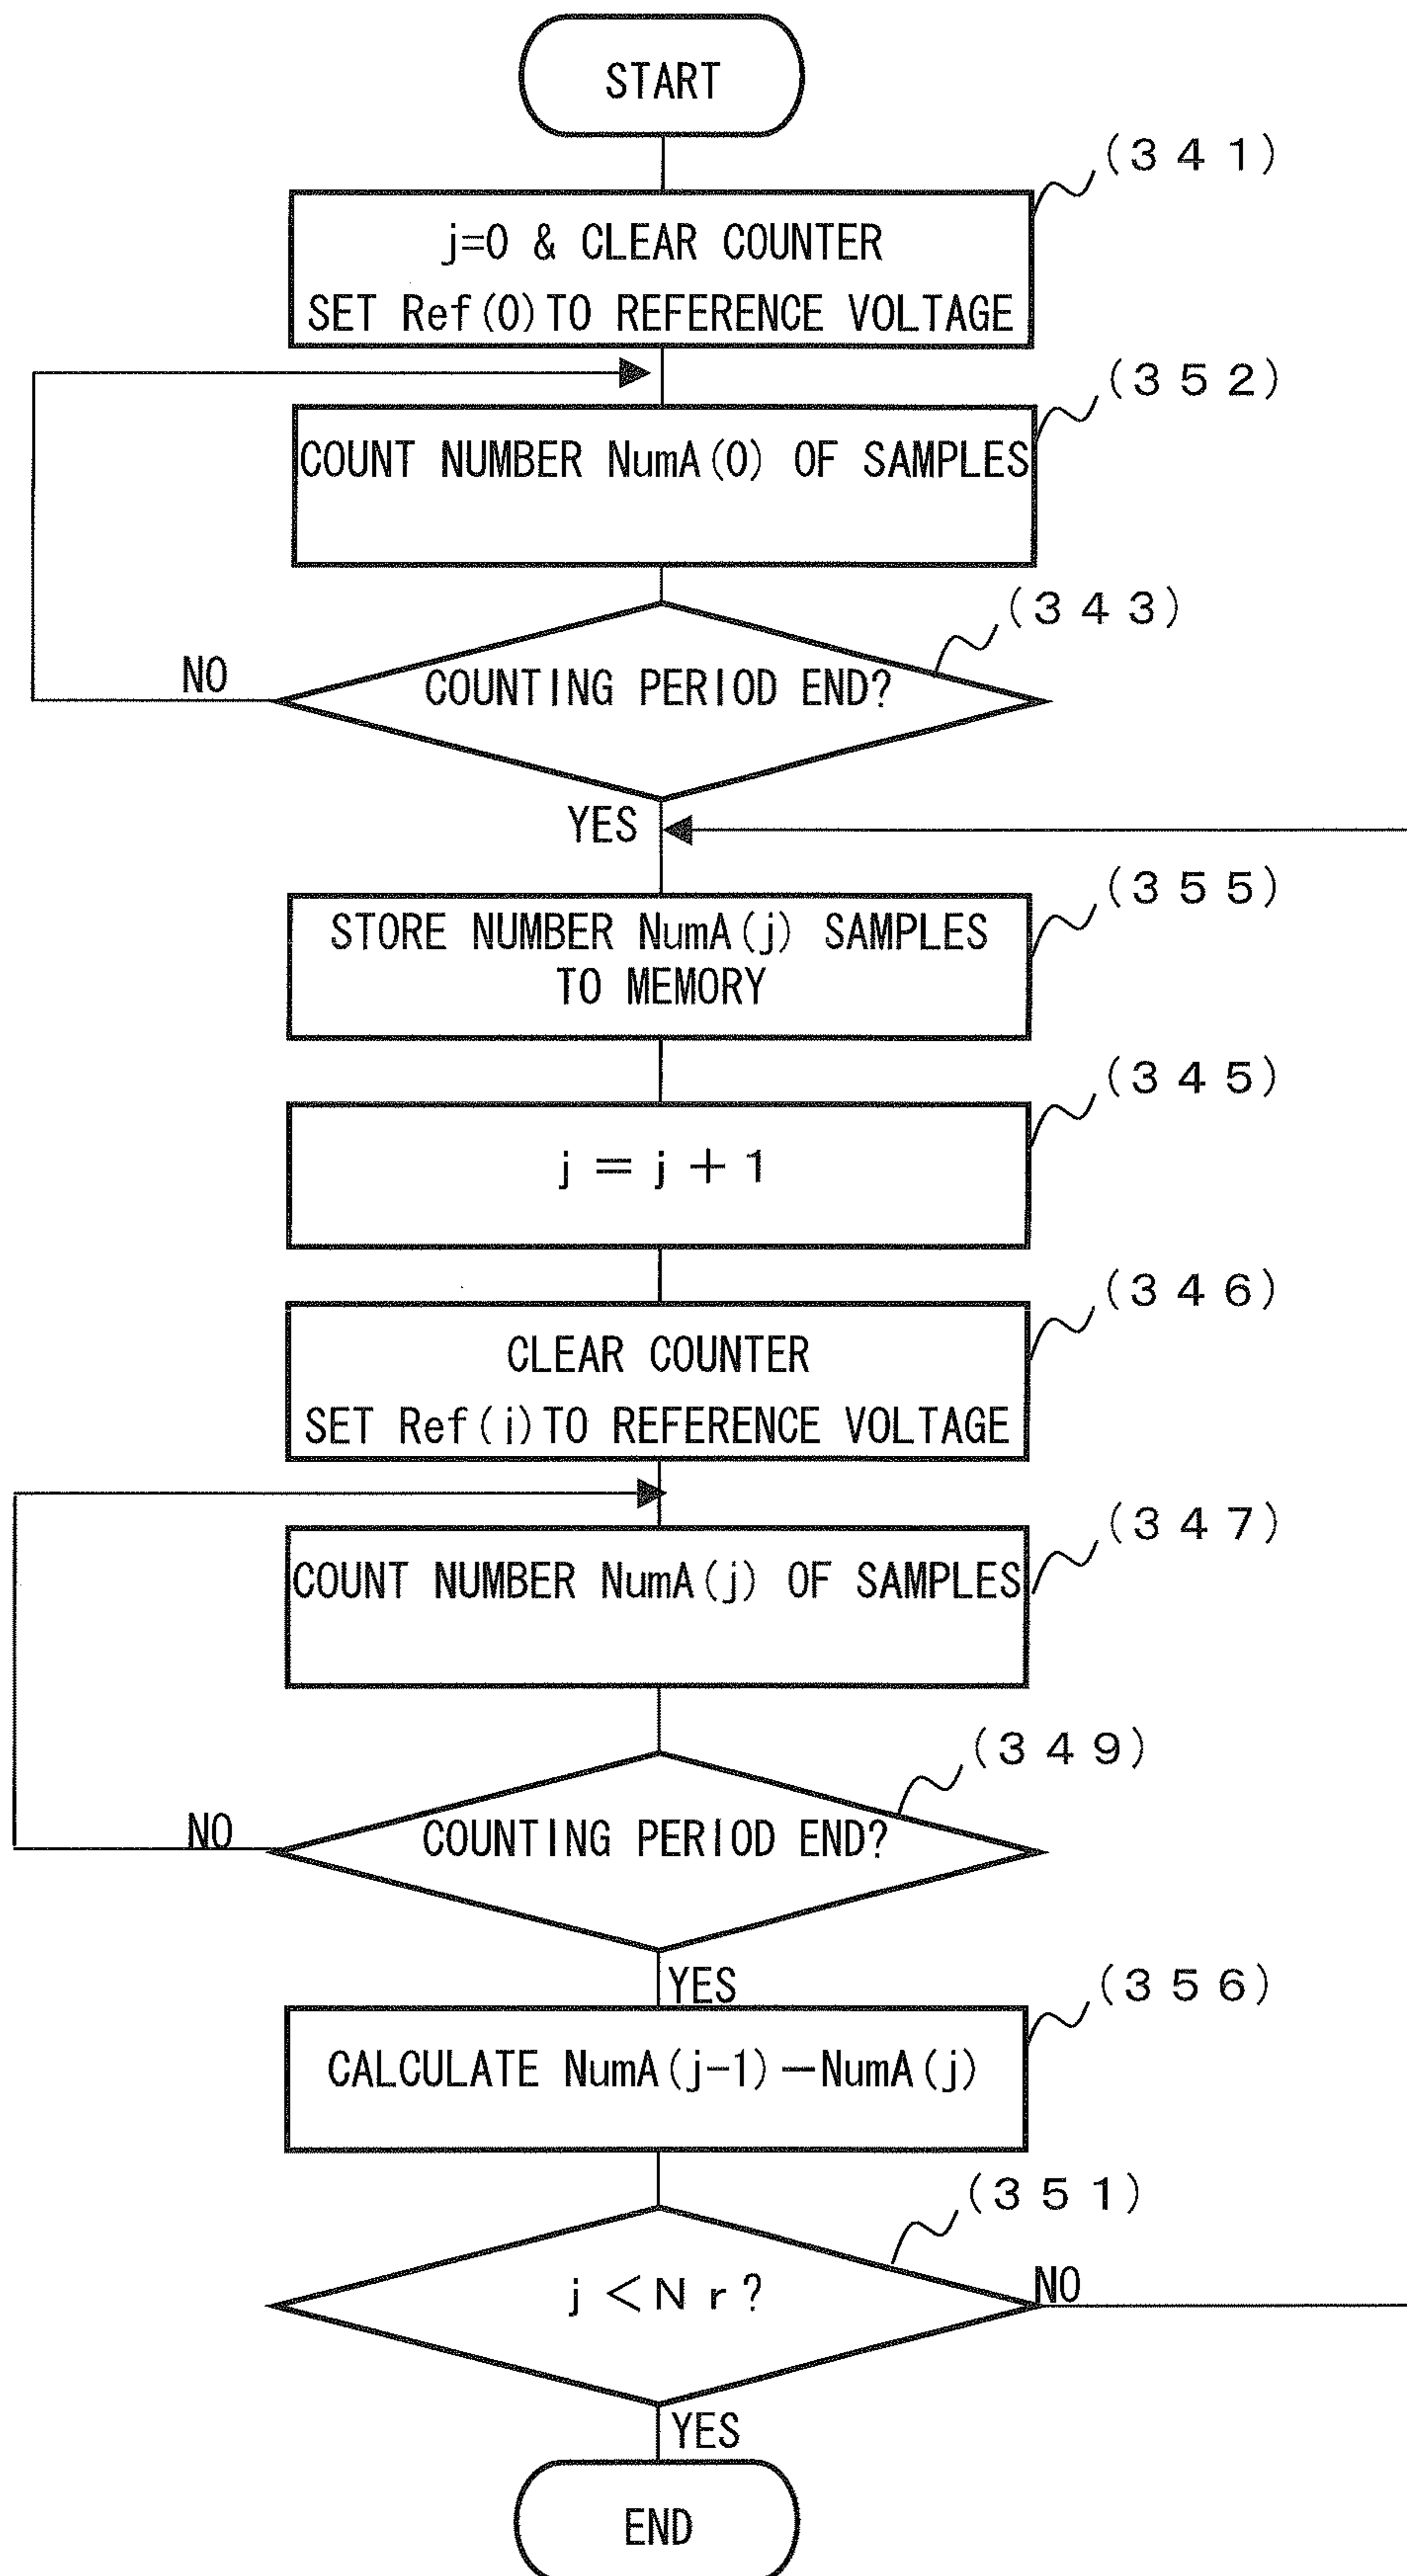 START
(341)
j=0 & CLEAR COUNTER
SET Ref(0)TO REFERENCE VOLTAGE
(352)
COUNT NUMBER NumA(0) OF SAMPLES
(343)
NO
COUNTING PERIOD END?
YES
(355)
STORE NUMBER NumA(j) SAMPLES
TO MEMORY
(345)
j = j + 1
(346)
CLEAR COUNTER
SET Ref(i)TO REFERENCE VOLTAGE
(347)
COUNT NUMBER NumA(j) OF SAMPLES
(349)
NO
COUNTING PERIOD END?
YES
(356)
CALCULATE NumA(j-1)-NumA(j)
(351)
j <N r?
NO
YES
END